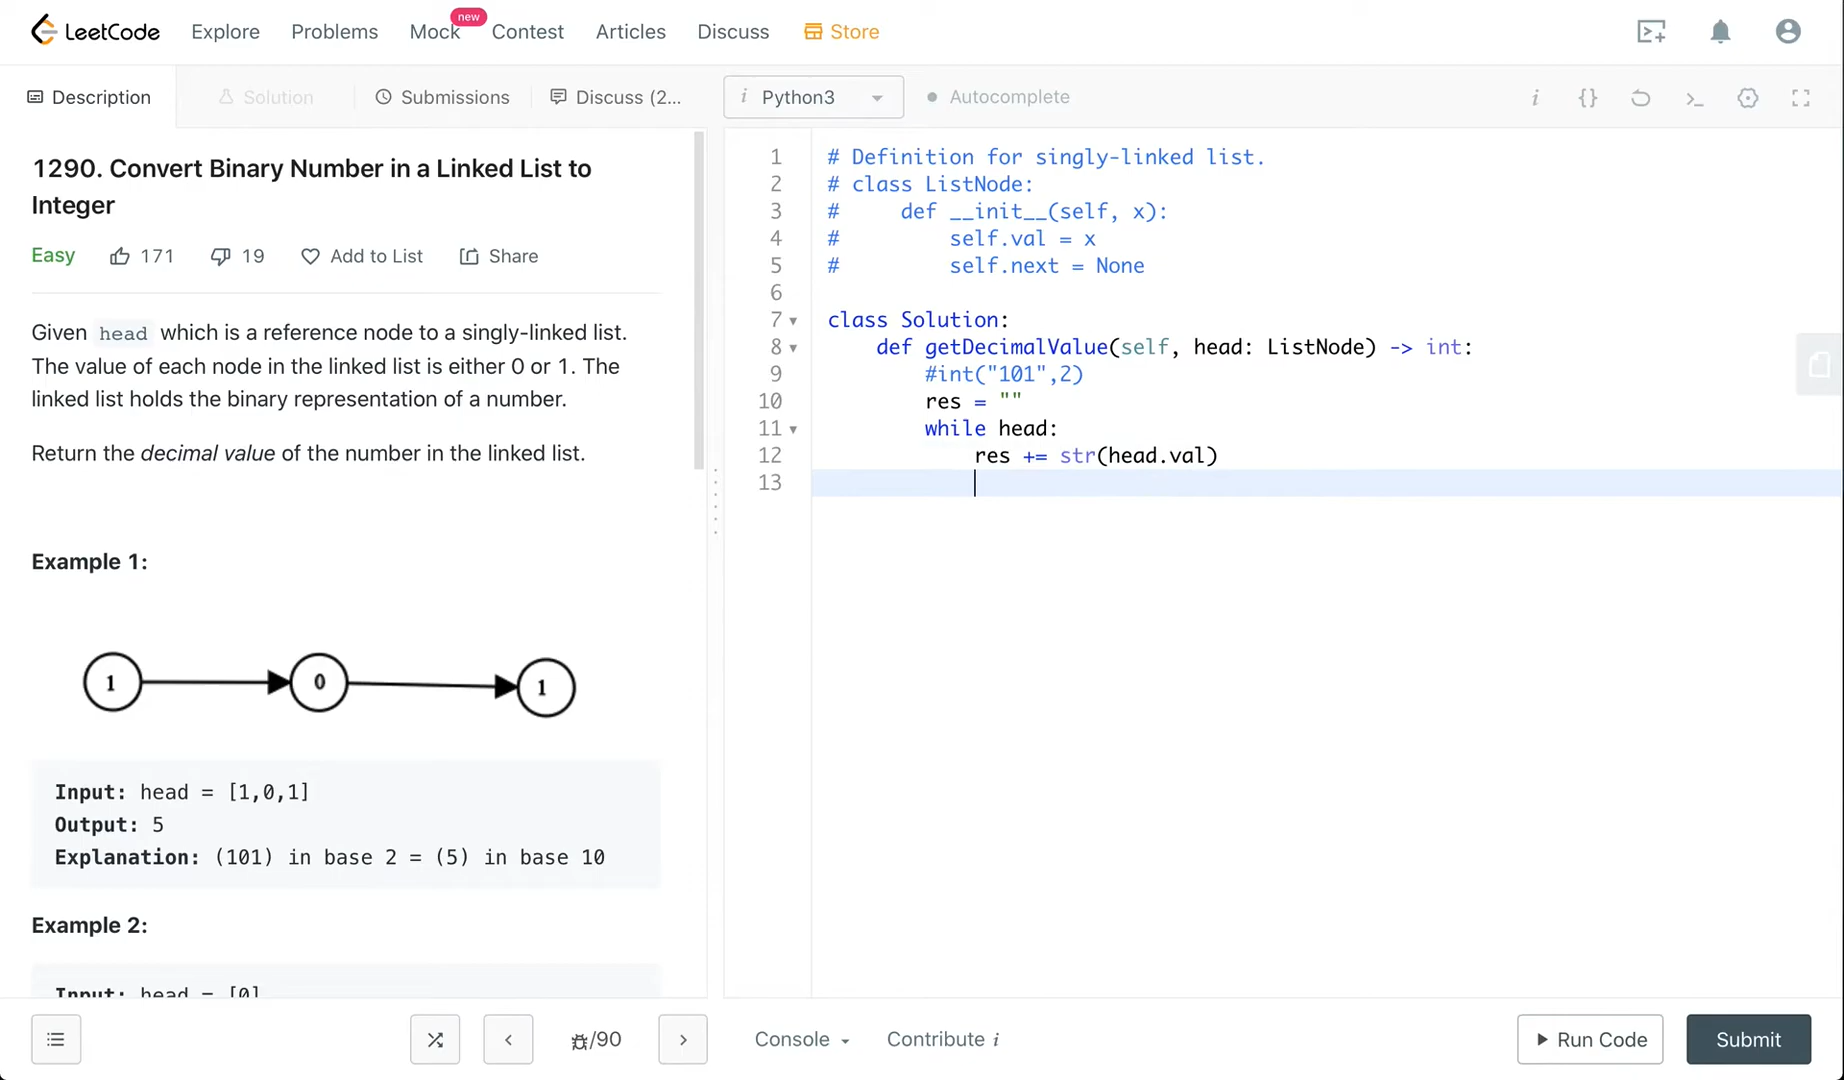 LeetCode Explore Problems Mock new Contest Articles Discuss Store
Description Solution Submissions Discuss (2... i Python3 Autocomplete
1290. Convert Binary Number in a Linked List to
Integer
Easy 171 19 Add to List Share
Given head which is a reference node to a singly-linked list.
The value of each node in the linked list is either 0 or 1. The
linked list holds the binary representation of a number.
Return the decimal value of the number in the linked list.
Example 1:
1 0 1
Input: head = [1,0,1]
Output: 5
Explanation: (101) in base 2 = (5) in base 10
Example 2:
Input: head = [0]
1 # Definition for singly-linked list.
2 # class ListNode:
3 #     def __init__(self, x):
4 #         self.val = x
5 #         self.next = None
6
7 class Solution:
8     def getDecimalValue(self, head: ListNode) -> int:
9         #int("101",2)
10         res = ""
11         while head:
12             res += str(head.val)
13
/90 Console Contribute i Run Code Submit